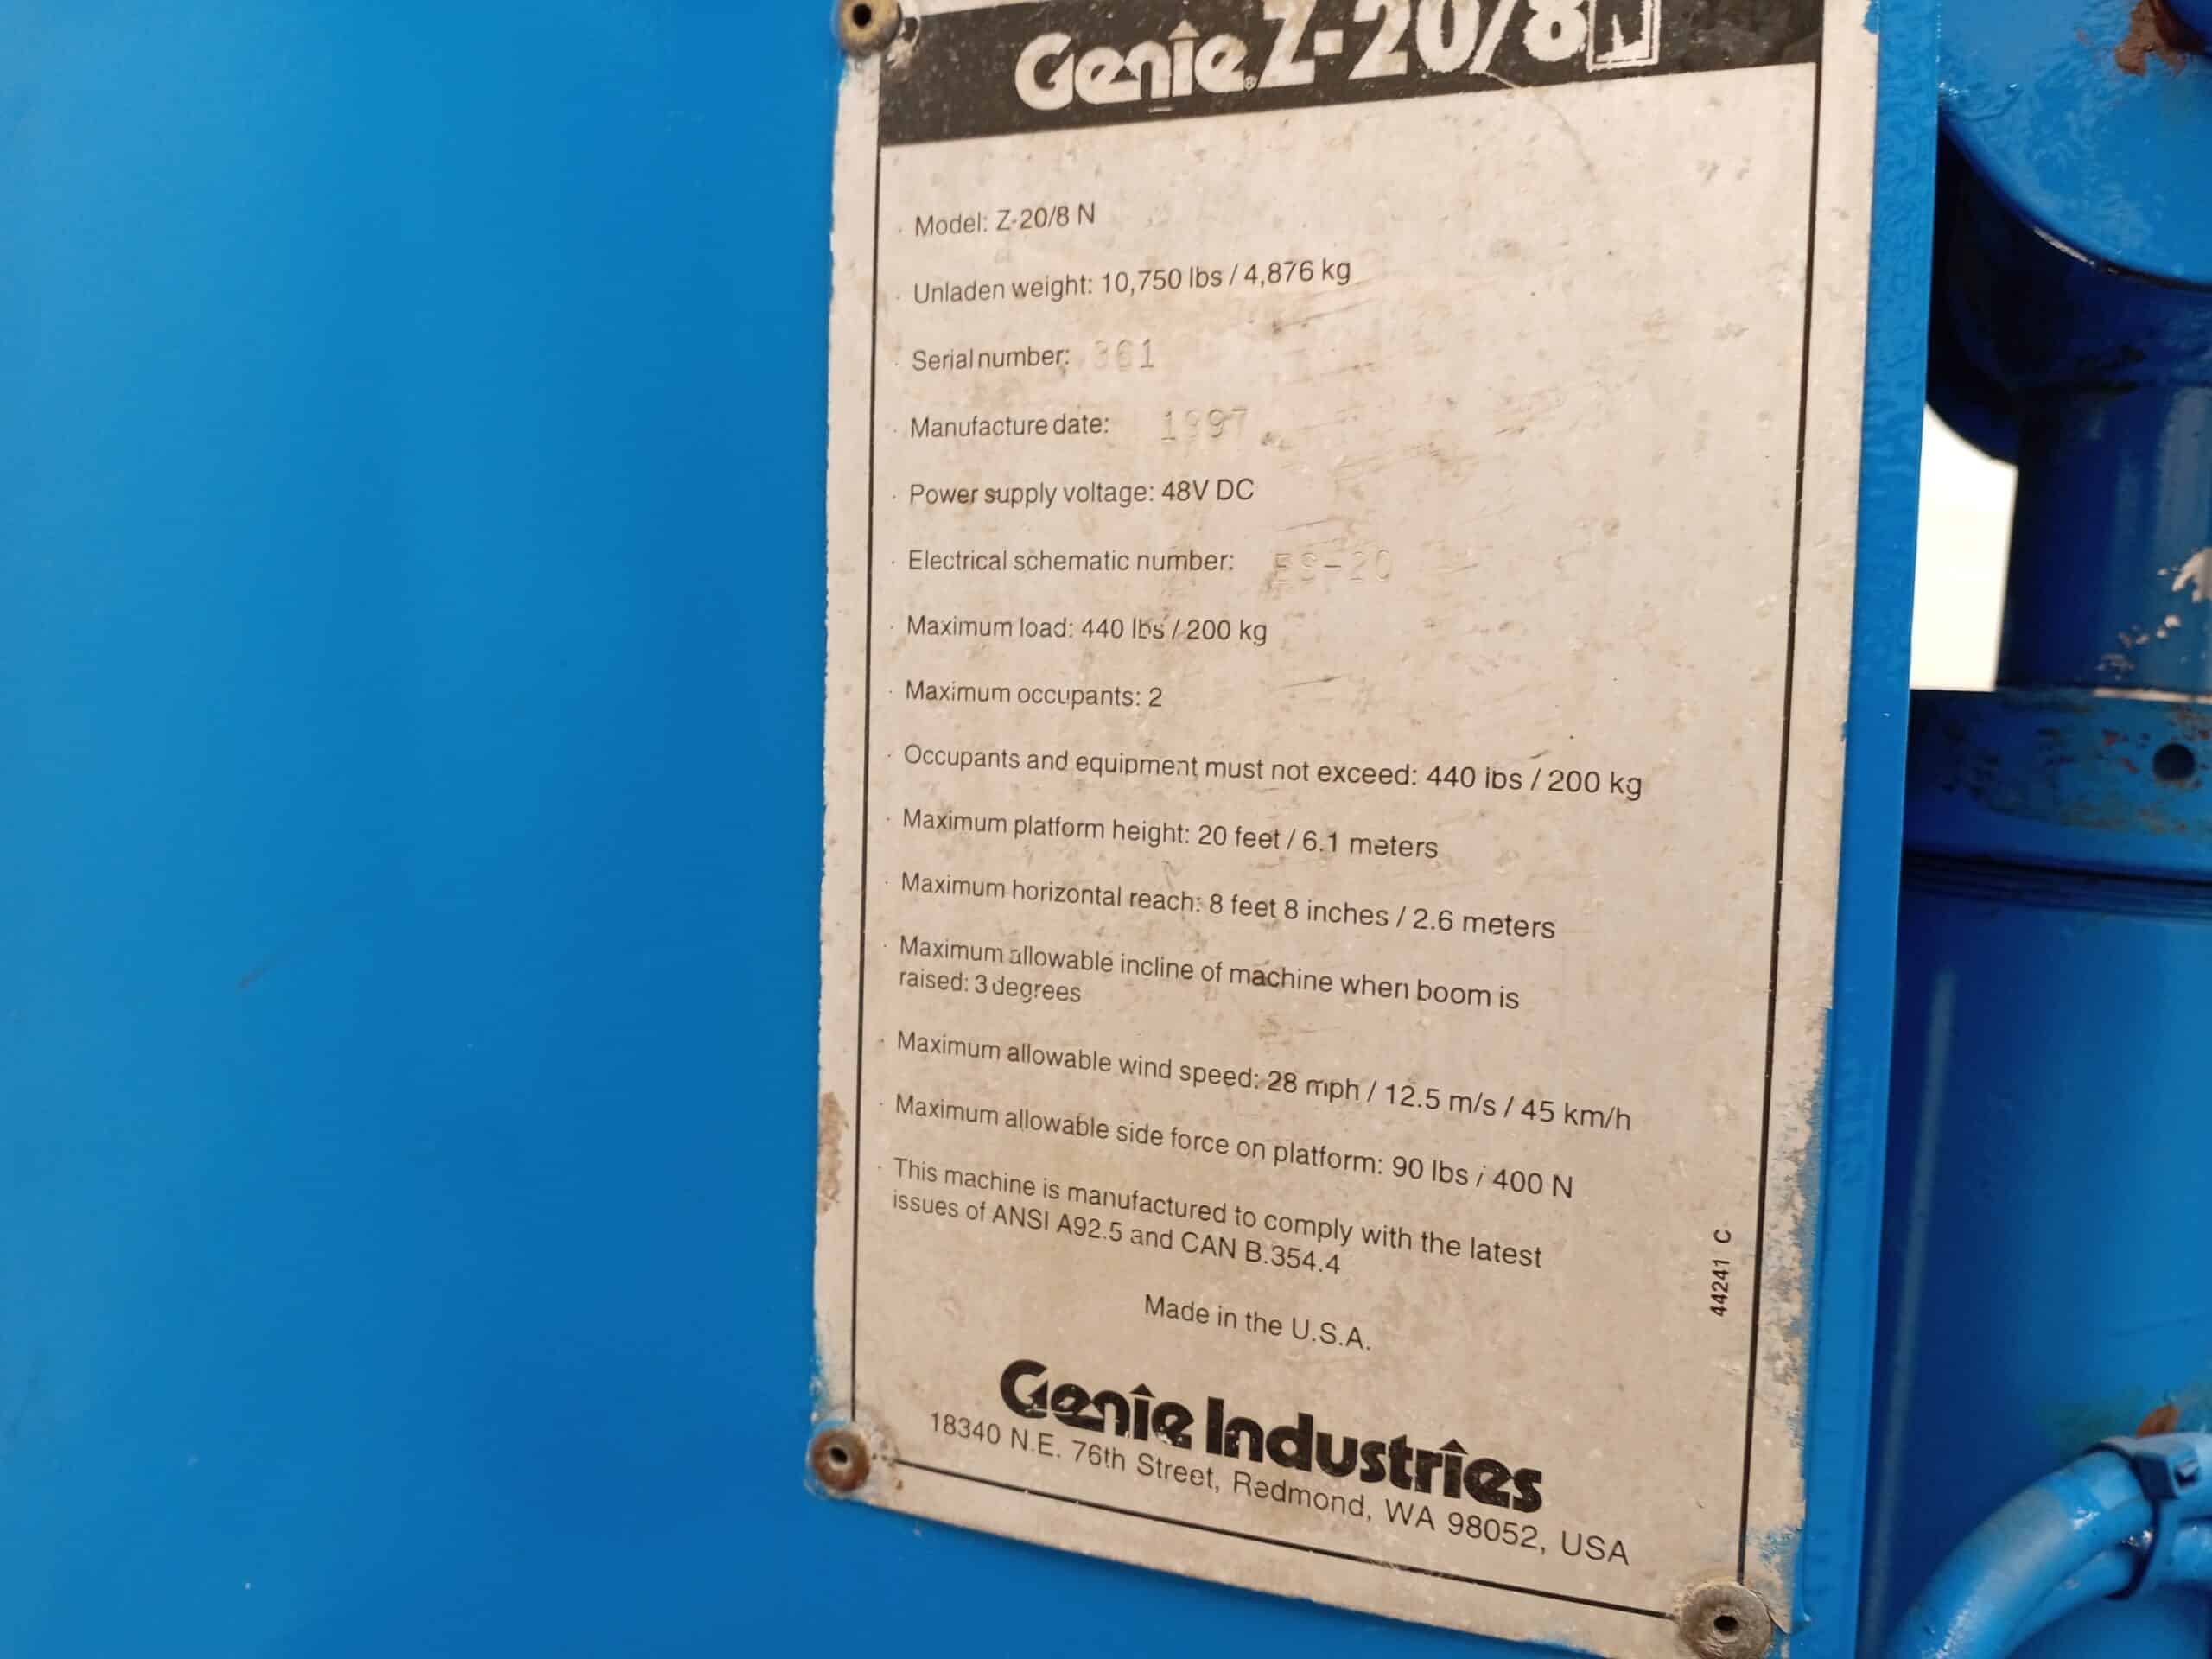 Genie Z-20/8 N
Model: Z-20/8 N
Unladen weight: 10,750 lbs / 4,876 kg
Serial number: 361
Manufacture date: 1997
Power supply voltage: 48V DC
Electrical schematic number: ES-20
Maximum load: 440 lbs / 200 kg
Maximum occupants: 2
Occupants and equipment must not exceed: 440 lbs / 200 kg
Maximum platform height: 20 feet / 6.1 meters
Maximum horizontal reach: 8 feet 8 inches / 2.6 meters
Maximum allowable incline of machine when boom is
raised: 3 degrees
Maximum allowable wind speed: 28 mph / 12.5 m/s / 45 km/h
Maximum allowable side force on platform: 90 lbs / 400 N
This machine is manufactured to comply with the latest
issues of ANSI A92.5 and CAN B.354.4
Made in the U.S.A.
44241 C
Genie Industries
18340 N.E. 76th Street, Redmond, WA 98052, USA